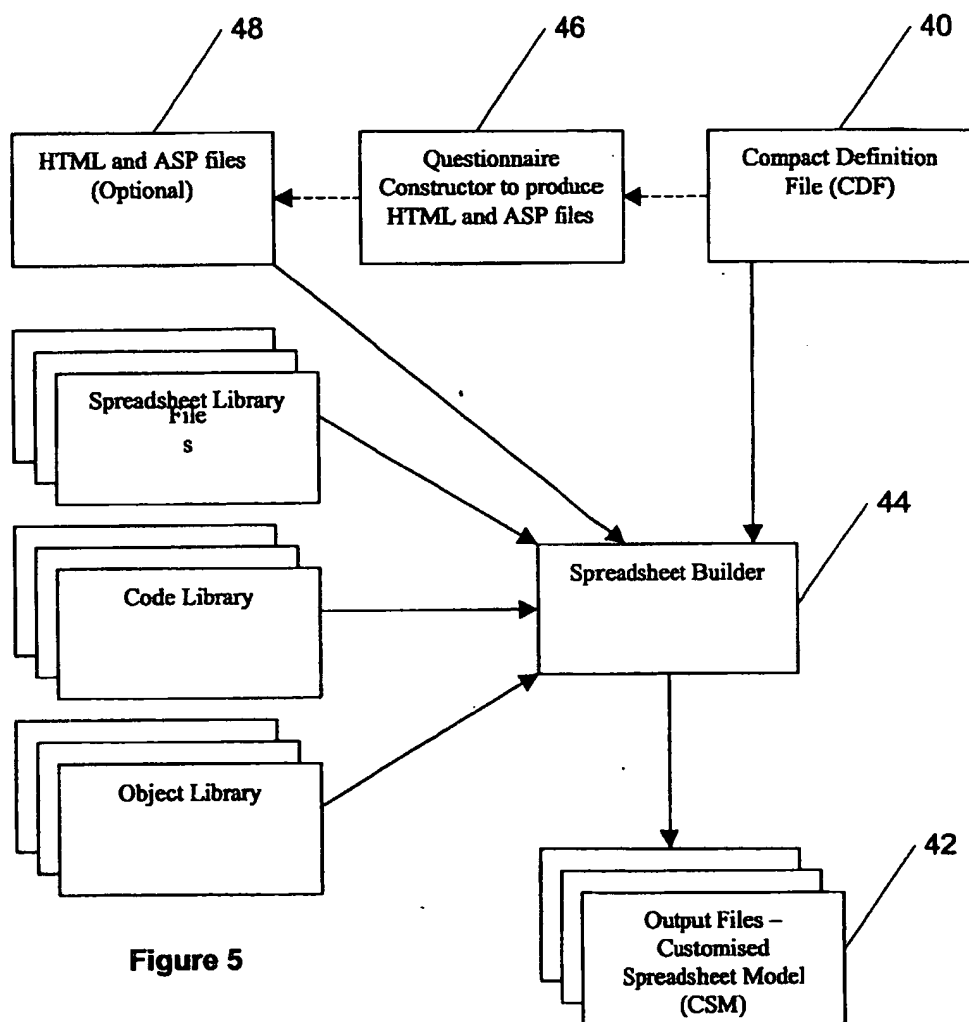 48
46
40
HTML and ASP files
(Optional)
Questionnaire
Constructor to produce
HTML and ASP files
Compact Definition
File (CDF)
Spreadsheet Library
File
s
44
Spreadsheet Builder
Code Library
Object Library
42
Output Files –
Customised
Spreadsheet Model
(CSM)
Figure 5